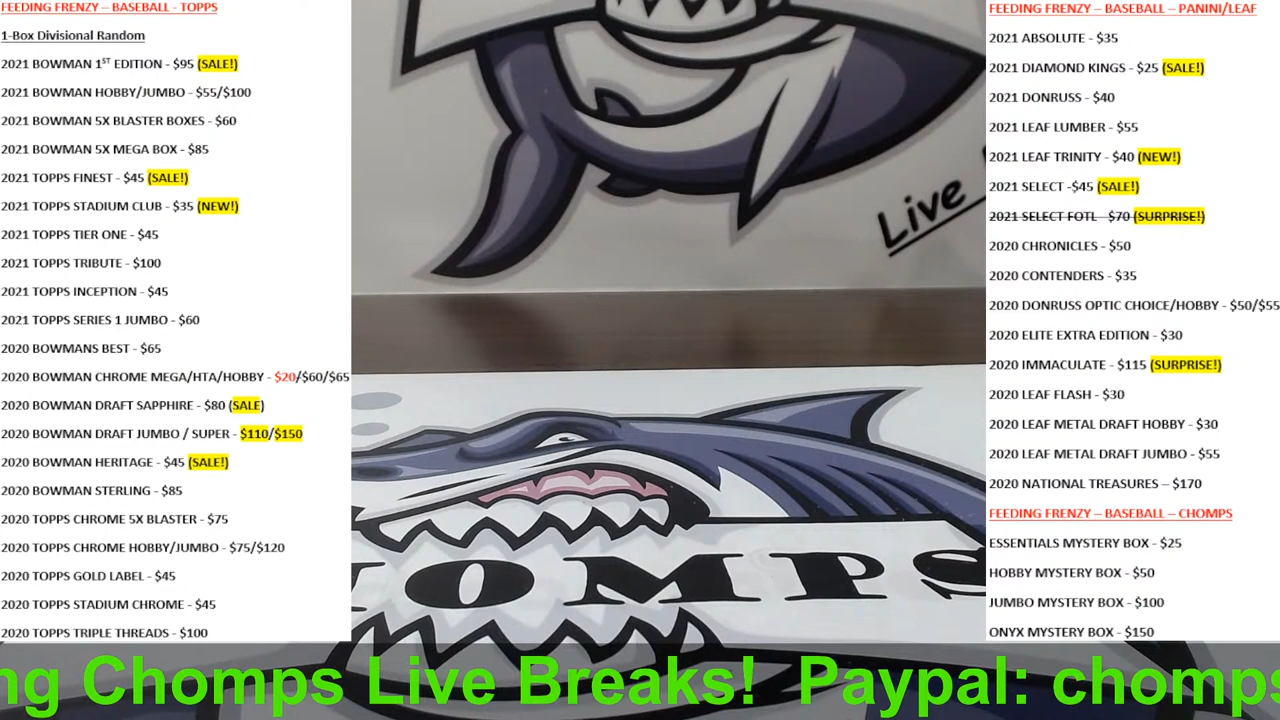 FEEDING FRENZY – BASEBALL - TOPPS
1-Box Divisional Random
2021 BOWMAN 1ST EDITION - $95 (SALE!)
2021 BOWMAN HOBBY/JUMBO - $55/$100
2021 BOWMAN 5X BLASTER BOXES - $60
2021 BOWMAN 5X MEGA BOX - $85
2021 TOPPS FINEST - $45 (SALE!)
2021 TOPPS STADIUM CLUB - $35 (NEW!)
2021 TOPPS TIER ONE - $45
2021 TOPPS TRIBUTE - $100
2021 TOPPS INCEPTION - $45
2021 TOPPS SERIES 1 JUMBO - $60
2020 BOWMANS BEST - $65
2020 BOWMAN CHROME MEGA/HTA/HOBBY - $20/$60/$65
2020 BOWMAN DRAFT SAPPHIRE - $80 (SALE)
2020 BOWMAN DRAFT JUMBO / SUPER - $110/$150
2020 BOWMAN HERITAGE - $45 (SALE!)
2020 BOWMAN STERLING - $85
2020 TOPPS CHROME 5X BLASTER - $75
2020 TOPPS CHROME HOBBY/JUMBO - $75/$120
2020 TOPPS GOLD LABEL - $45
2020 TOPPS STADIUM CHROME - $45
2020 TOPPS TRIPLE THREADS - $100
Live
HOMPS
FEEDING FRENZY – BASEBALL – PANINI/LEAF
2021 ABSOLUTE - $35
2021 DIAMOND KINGS - $25 (SALE!)
2021 DONRUSS - $40
2021 LEAF LUMBER - $55
2021 LEAF TRINITY - $40 (NEW!)
2021 SELECT -$45 (SALE!)
2021 SELECT FOTL - $70 (SURPRISE!)
2020 CHRONICLES - $50
2020 CONTENDERS - $35
2020 DONRUSS OPTIC CHOICE/HOBBY - $50/$55
2020 ELITE EXTRA EDITION - $30
2020 IMMACULATE - $115 (SURPRISE!)
2020 LEAF FLASH - $30
2020 LEAF METAL DRAFT HOBBY - $30
2020 LEAF METAL DRAFT JUMBO - $55
2020 NATIONAL TREASURES – $170
FEEDING FRENZY – BASEBALL – CHOMPS
ESSENTIALS MYSTERY BOX - $25
HOBBY MYSTERY BOX - $50
JUMBO MYSTERY BOX - $100
ONYX MYSTERY BOX - $150
ng Chomps Live Breaks! Paypal: chomps